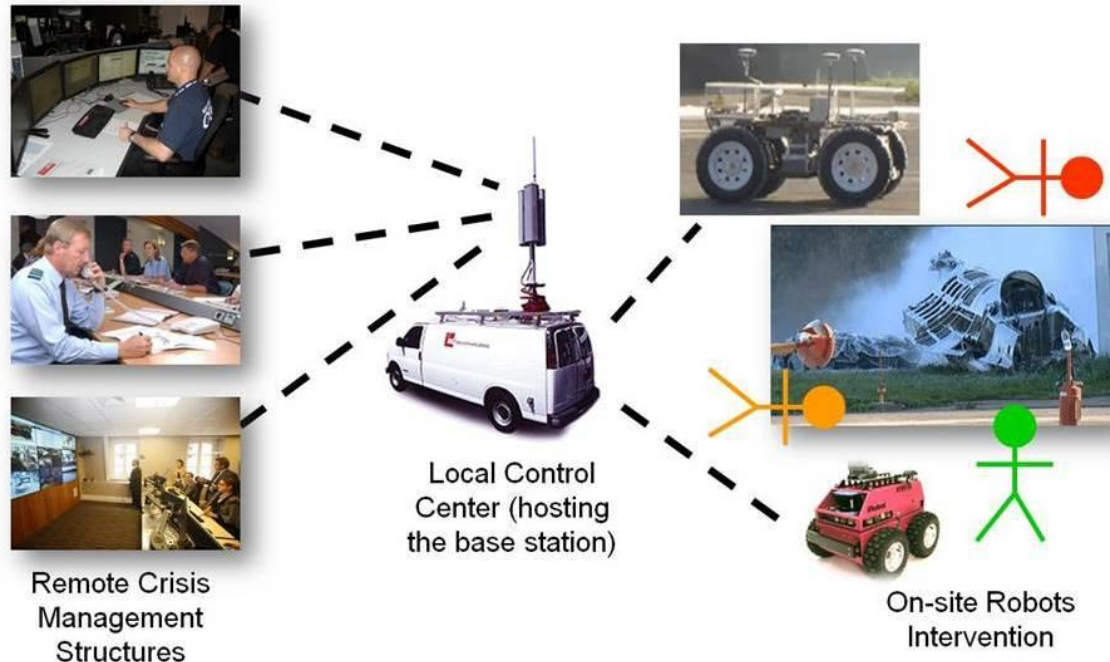 Remote Crisis
Management
Structures
Local Control
Center (hosting
the base station)
On-site Robots
Intervention